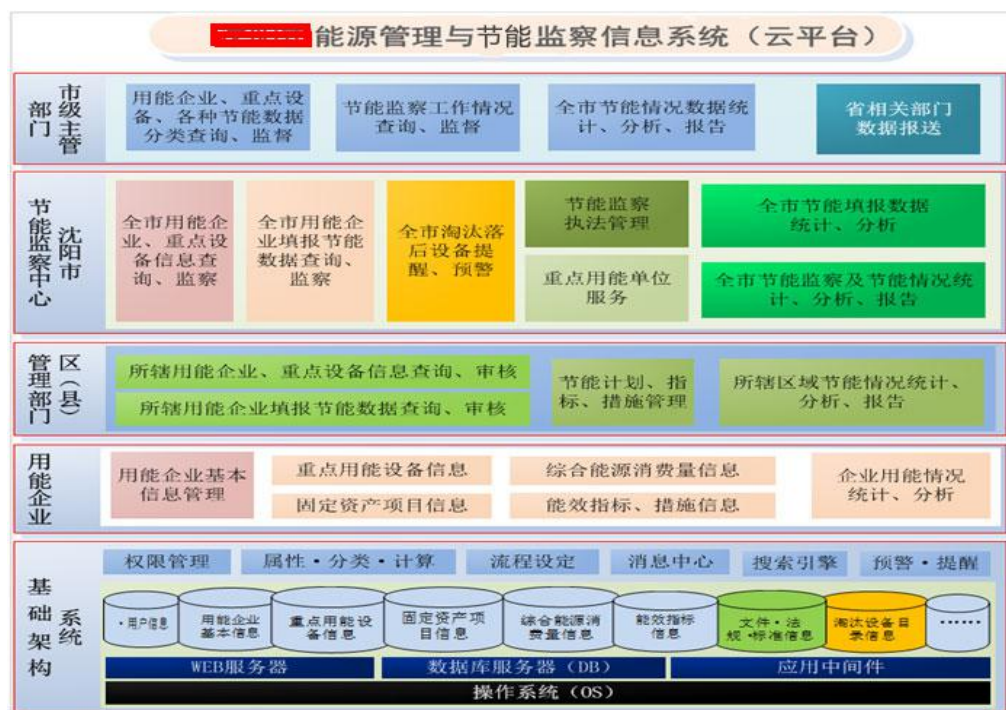 能源管理与节能监察信息系统（云平台）
市级主管
部门
用能企业、重点设
备、各种节能数据
分类查询、监督
节能监察工作情况
查询、监督
全市节能情况数据统
计、分析、报告
省相关部门
数据报送
沈阳市
节能监察中心
全市用能企
业、重点设
备信息查
询、监察
全市用能企
业填报节能
数据查询、
监察
全市淘汰落
后设备提
醒、预警
节能监察
执法管理
重点用能单位
服务
全市节能填报数据
统计、分析
全市节能监察及节能情况统
计、分析、报告
区（县）
管理部门
所辖用能企业、重点设备信息查询、审核
所辖用能企业填报节能数据查询、审核
节能计划、指
标、措施管理
所辖区域节能情况统计、
分析、报告
用能企业
用能企业基本
信息管理
重点用能设备信息
固定资产项目信息
综合能源消费量信息
能效指标、措施信息
企业用能情况
统计、分析
系统
基础架构
权限管理
属性·分类·计算
流程设定
消息中心
搜索引擎
预警·提醒
·用户信息
用能企业
基本信息
重点用能设
备信息
固定资产项
目信息
综合能源消
费量信息
能效指标
信息
文件·法
规·标准信息
淘汰设备目
录信息
……
WEB服务器
数据库服务器（DB）
应用中间件
操作系统（OS）